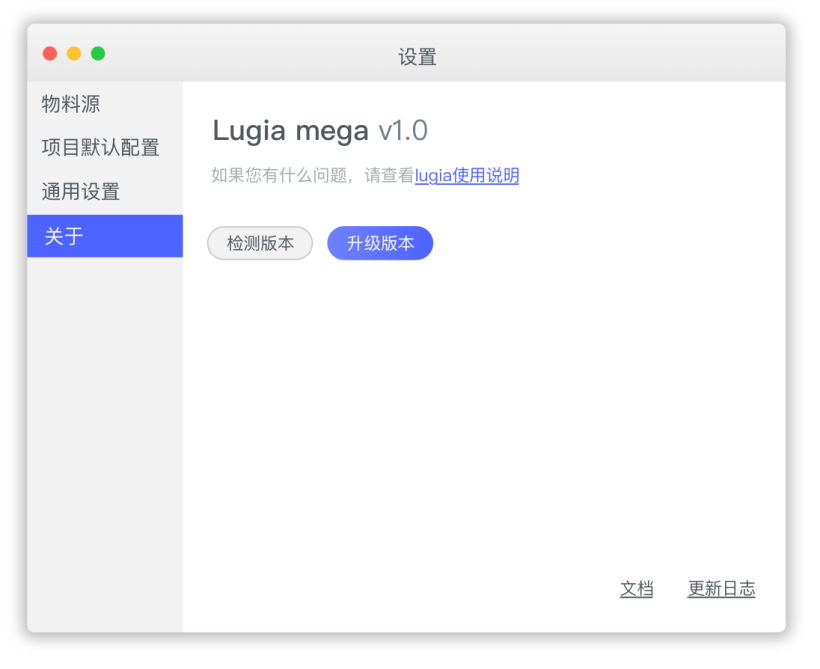 设置
物料源
项目默认配置
通用设置
关于
Lugia mega v1.0
如果您有什么问题，请查看lugia使用说明
检测版本 升级版本
文档 更新日志